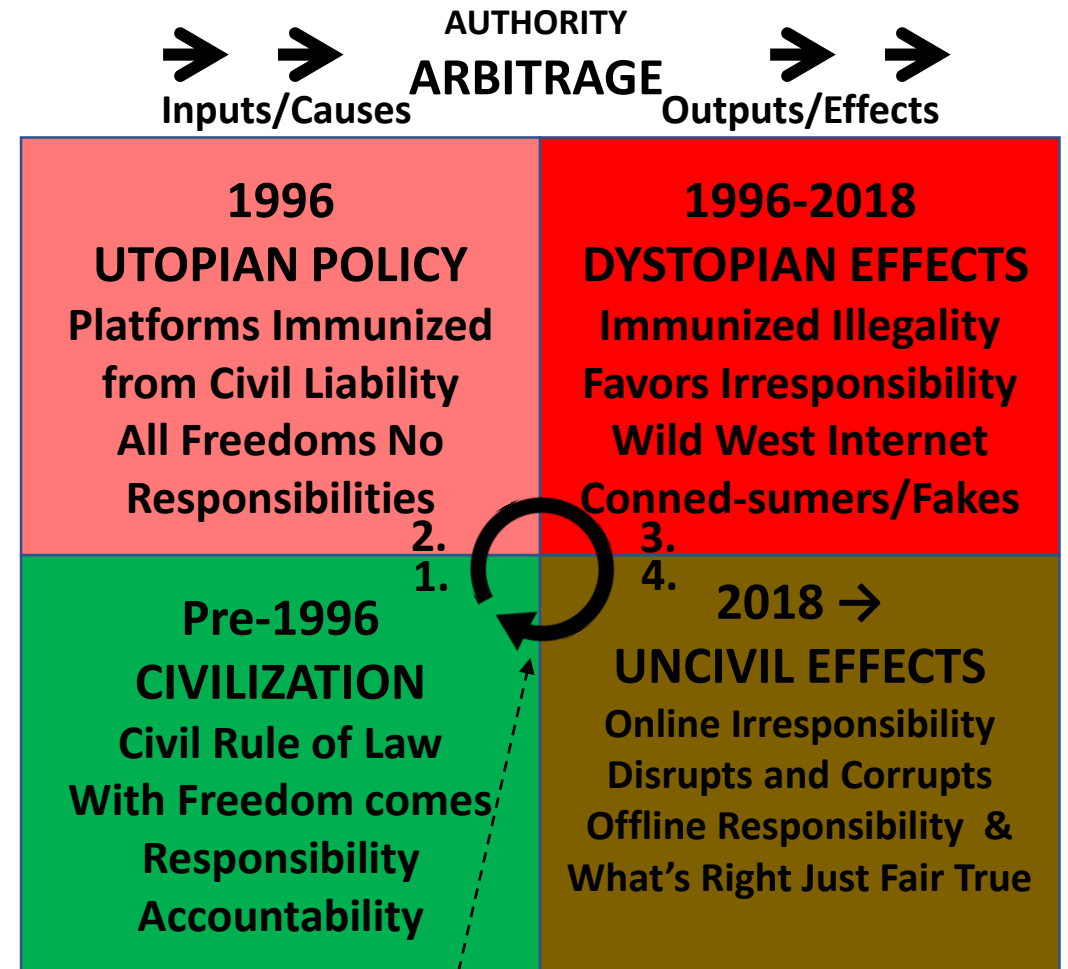 AUTHORITY
ARBITRAGE
Inputs/Causes
Outputs/Effects
1996
UTOPIAN POLICY
Platforms Immunized
from Civil Liability
All Freedoms No
Responsibilities
2.
1996-2018
DYSTOPIAN EFFECTS
Immunized Illegality
Favors Irresponsibility
Wild West Internet
Conned-sumers/Fakes
3.
1.
Pre-1996
CIVILIZATION
Civil Rule of Law
With Freedom comes
Responsibility
Accountability
4.
2018 →
UNCIVIL EFFECTS
Online Irresponsibility
Disrupts and Corrupts
Offline Responsibility &
What's Right Just Fair True